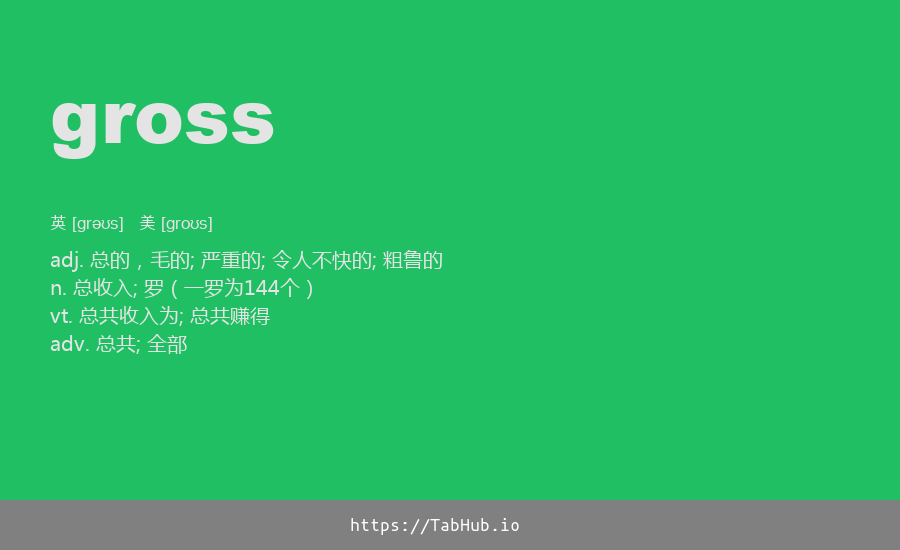 gross
英 [grəʊs] 美 [groʊs]
adj. 总的，毛的; 严重的; 令人不快的; 粗鲁的
n. 总收入; 罗（一罗为144个）
vt. 总共收入为; 总共赚得
adv. 总共; 全部
https://TabHub.io